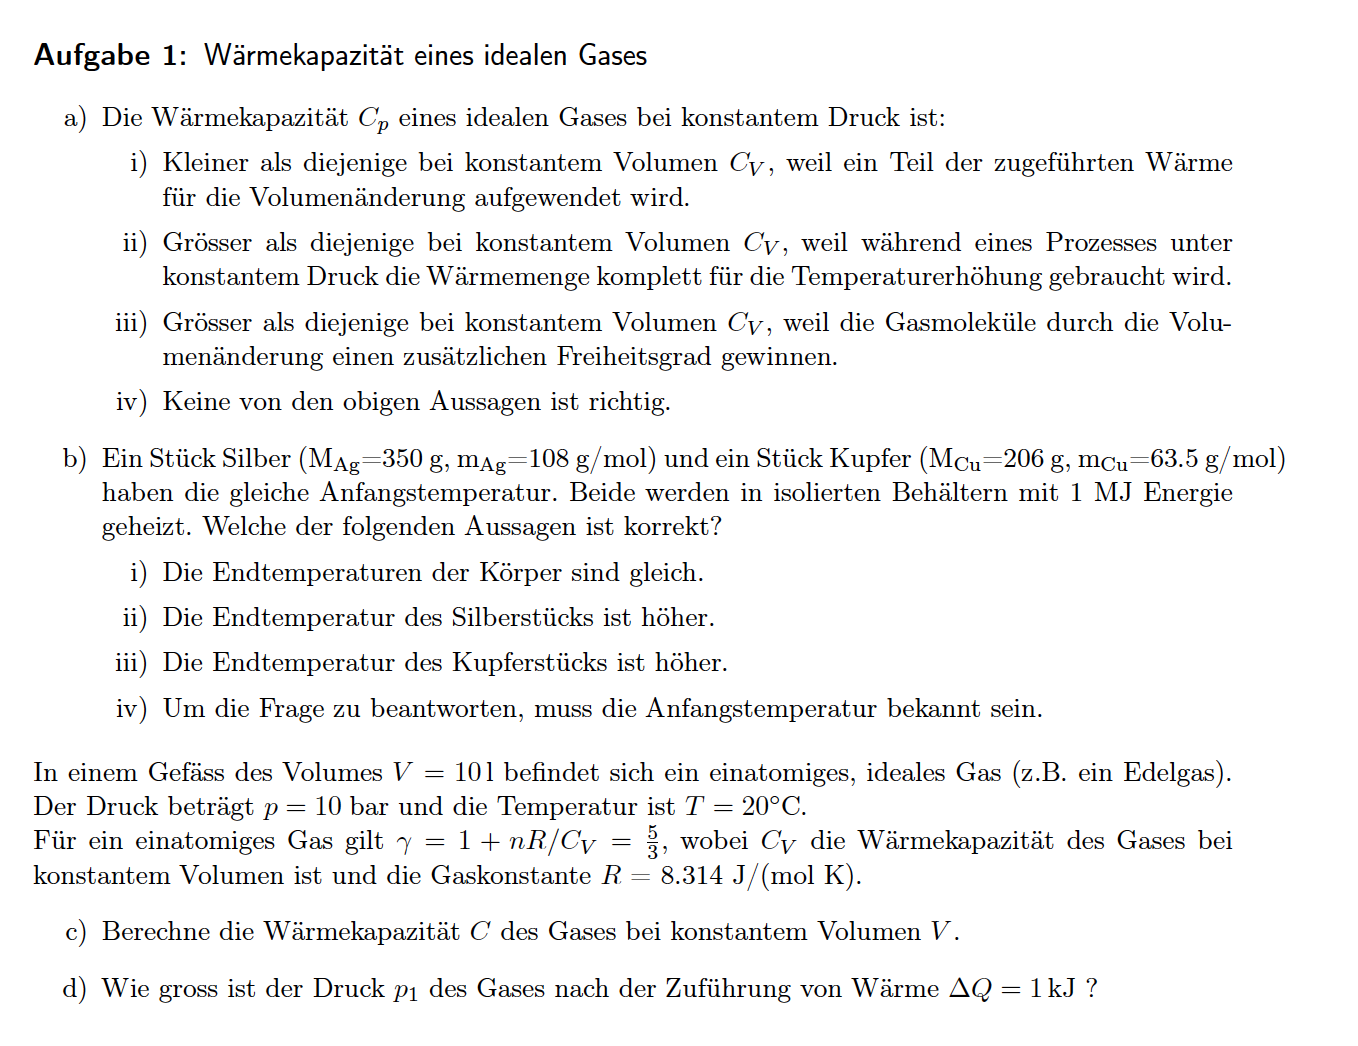 Aufgabe 1: Wärmekapazität eines idealen Gases
a) Die Wärmekapazität C_p eines idealen Gases bei konstantem Druck ist:
i) Kleiner als diejenige bei konstantem Volumen C_V, weil ein Teil der zugeführten Wärme
für die Volumenänderung aufgewendet wird.
ii) Grösser als diejenige bei konstantem Volumen C_V, weil während eines Prozesses unter
konstantem Druck die Wärmemenge komplett für die Temperaturerhöhung gebraucht wird.
iii) Grösser als diejenige bei konstantem Volumen C_V, weil die Gasmoleküle durch die Volu-
menänderung einen zusätzlichen Freiheitsgrad gewinnen.
iv) Keine von den obigen Aussagen ist richtig.
b) Ein Stück Silber (M_Ag=350 g, m_Ag=108 g/mol) und ein Stück Kupfer (M_Cu=206 g, m_Cu=63.5 g/mol)
haben die gleiche Anfangstemperatur. Beide werden in isolierten Behältern mit 1 MJ Energie
geheizt. Welche der folgenden Aussagen ist korrekt?
i) Die Endtemperaturen der Körper sind gleich.
ii) Die Endtemperatur des Silberstücks ist höher.
iii) Die Endtemperatur des Kupferstücks ist höher.
iv) Um die Frage zu beantworten, muss die Anfangstemperatur bekannt sein.
In einem Gefäss des Volumes V = 10 l befindet sich ein einatomiges, ideales Gas (z.B. ein Edelgas).
Der Druck beträgt p = 10 bar und die Temperatur ist T = 20°C.
Für ein einatomiges Gas gilt γ = 1 + nR/C_V = 5/3, wobei C_V die Wärmekapazität des Gases bei
konstantem Volumen ist und die Gaskonstante R = 8.314 J/(mol K).
c) Berechne die Wärmekapazität C des Gases bei konstantem Volumen V.
d) Wie gross ist der Druck p_1 des Gases nach der Zuführung von Wärme ΔQ = 1 kJ ?